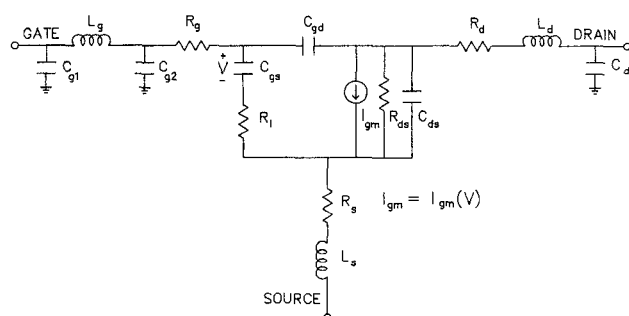 GATE L_g R_g C_gd R_d L_d DRAIN
C_g1 C_g2 + V - C_gs I_gm R_ds C_ds C_d
R_I
R_s I_gm = I_gm(V)
L_s
SOURCE